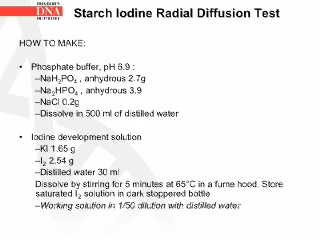 DNA
INITIATIVE
Starch Iodine Radial Diffusion Test
HOW TO MAKE:
• Phosphate buffer, pH 6.9 :
–NaH₂PO₄ , anhydrous 2.7g
–Na₂HPO₄ , anhydrous 3.9
–NaCl 0.2g
–Dissolve in 500 ml of distilled water
• Iodine development solution
–KI 1.65 g
–I₂ 2.54 g
–Distilled water 30 ml
Dissolve by stirring for 5 minutes at 65°C in a fume hood. Store
saturated I₂ solution in dark stoppered bottle
–Working solution in 1/50 dilution with distilled water